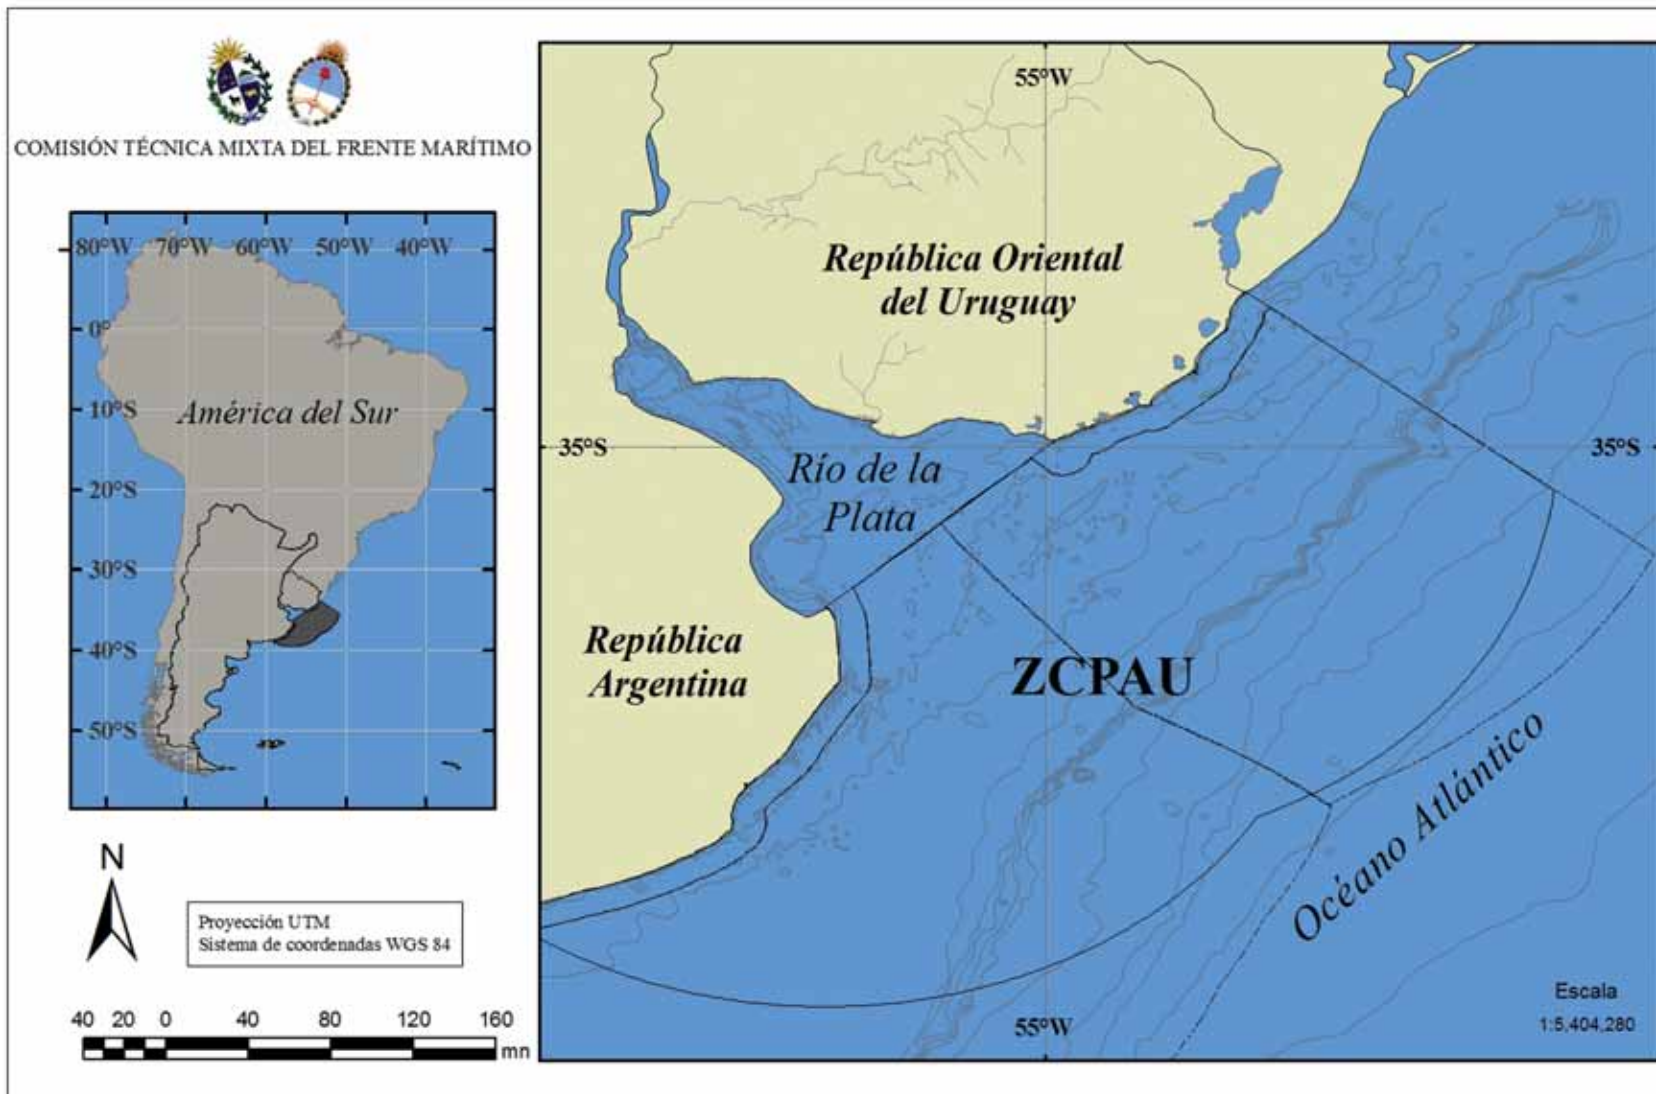 COMISIÓN TÉCNICA MIXTA DEL FRENTE MARÍTIMO
80°W 70°W 60°W 50°W 40°W
0°
10°S
América del Sur
20°S
30°S
40°S
50°S
N
Proyección UTM
Sistema de coordenadas WGS 84
40 20 0 40 80 120 160
mn
55°W
República Oriental
del Uruguay
35°S
35°S
Río de la
Plata
República
Argentina
ZCPAU
Océano Atlántico
55°W
Escala
1:5,404,280